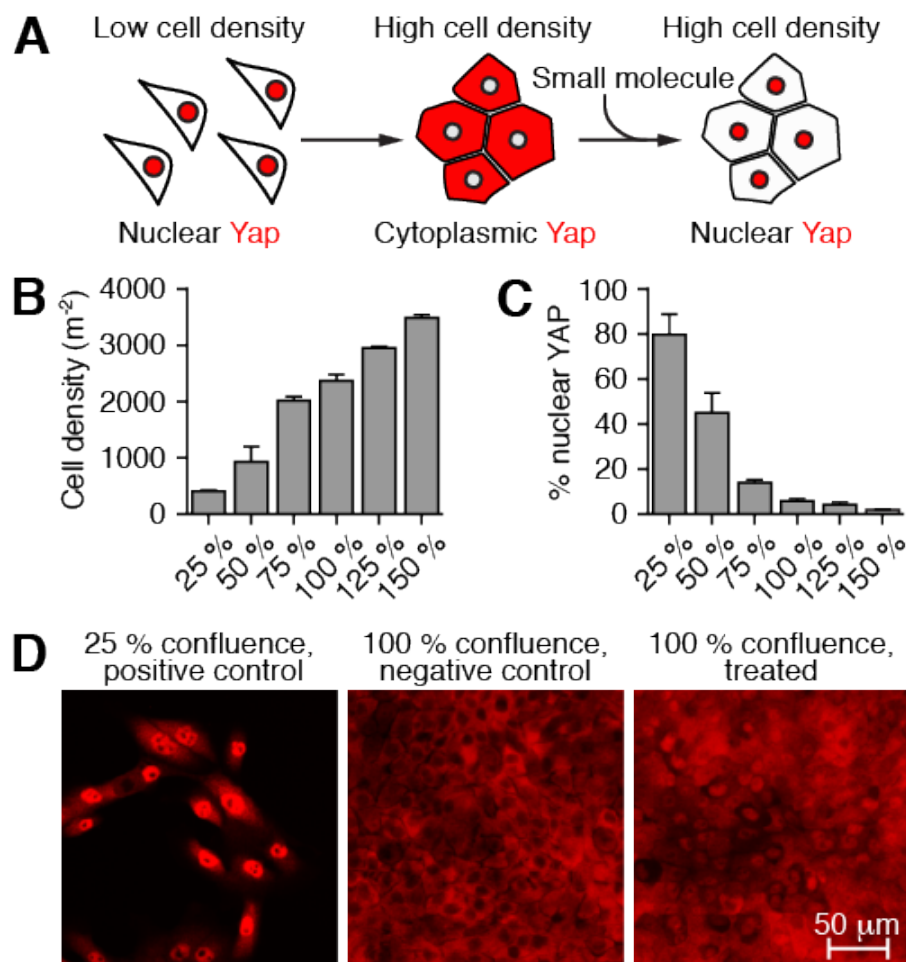 A
Low cell density
High cell density
High cell density
Small molecule
Nuclear Yap
Cytoplasmic Yap
Nuclear Yap
B
Cell density (m⁻²)
4000
3000
2000
1000
0
25 %
50 %
75 %
100 %
125 %
150 %
C
% nuclear YAP
100
80
60
40
20
0
25 %
50 %
75 %
100 %
125 %
150 %
D
25 % confluence,
positive control
100 % confluence,
negative control
100 % confluence,
treated
50 μm